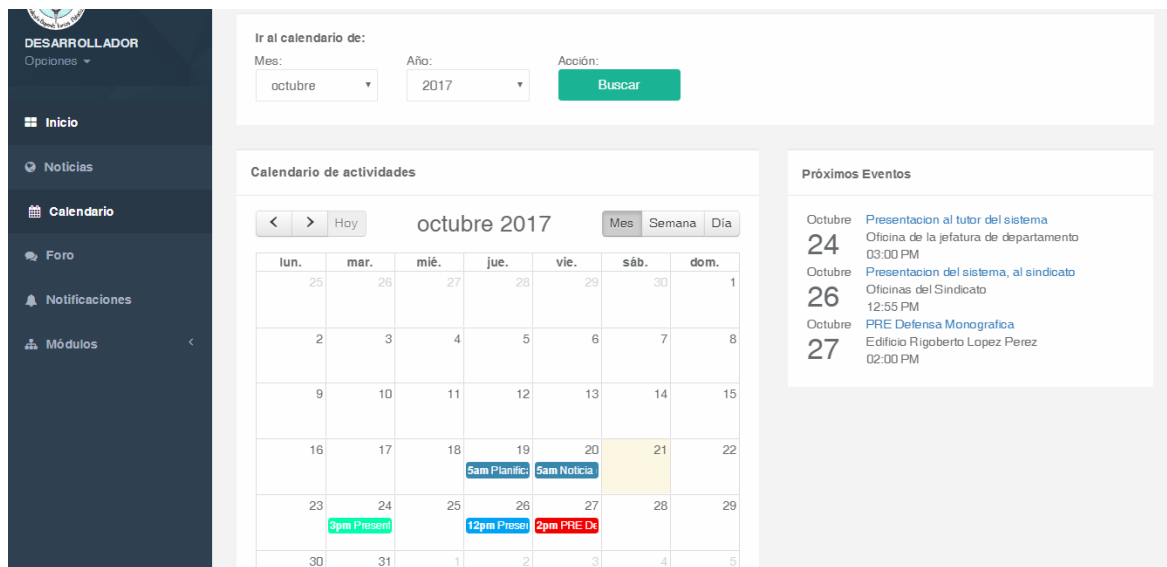 DESARROLLADOR
Opciones
Inicio
Noticias
Calendario
Foro
Notificaciones
Módulos
Ir al calendario de:
Mes: Año: Acción:
octubre 2017 Buscar
Calendario de actividades
Hoy octubre 2017 Mes Semana Día
lun. mar. mié. jue. vie. sáb. dom.
25 26 27 28 29 30 1
2 3 4 5 6 7 8
9 10 11 12 13 14 15
16 17 18 19 20 21 22
5am Planific 5am Noticia
23 24 25 26 27 28 29
3pm Present 12pm Preser 2pm PRE De
30 31 1 2 3 4 5
Próximos Eventos
Octubre Presentacion al tutor del sistema
24 Oficina de la jefatura de departamento
03:00 PM
Octubre Presentacion del sistema, al sindicato
26 Oficinas del Sindicato
12:55 PM
Octubre PRE Defensa Monografica
27 Edificio Rigoberto Lopez Perez
02:00 PM